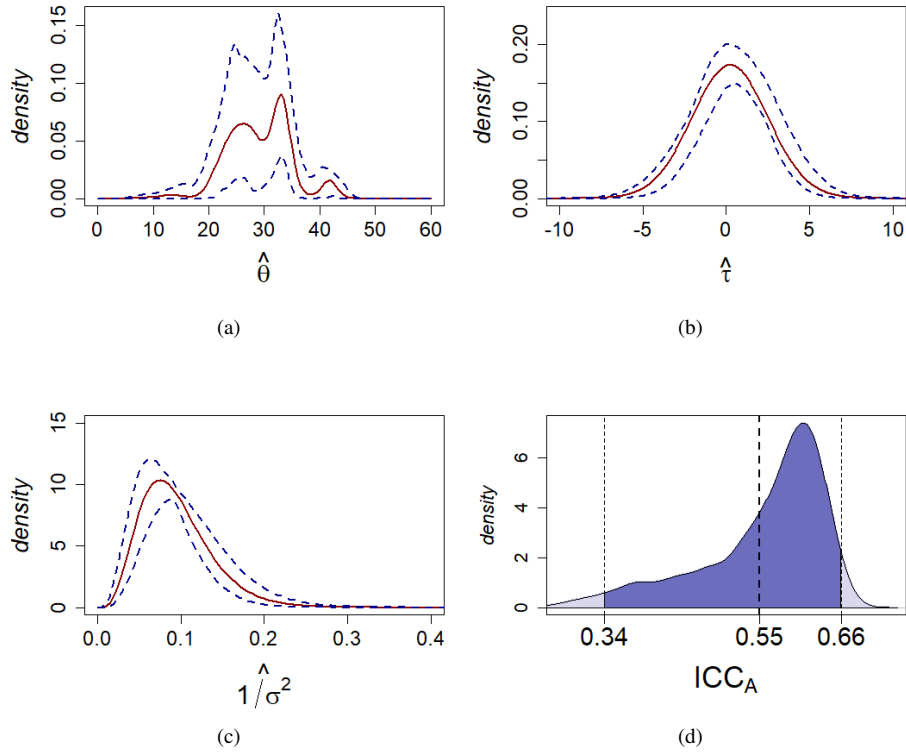 density
0.00 0.05 0.10 0.15
0 10 20 30 40 50 60
θ̂
(a)
density
0.00 0.10 0.20
-10 -5 0 5 10
τ̂
(b)
density
0 5 10 15
0.0 0.1 0.2 0.3 0.4
1/σ̂²
(c)
density
0 2 4 6
0.34 0.55 0.66
ICC_A
(d)